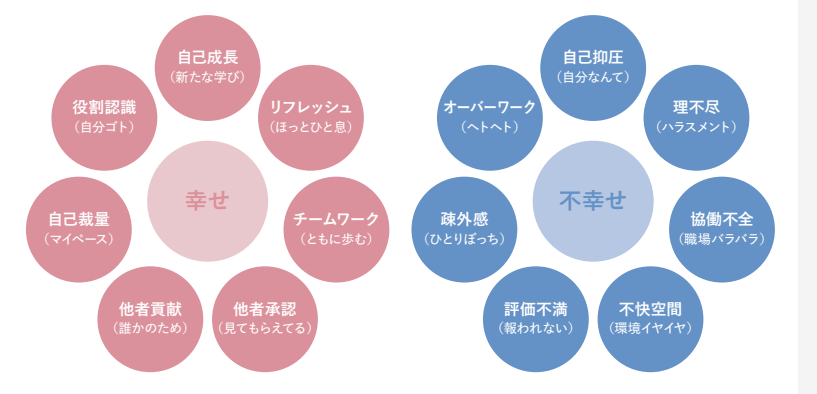 自己成長
（新たな学び）
リフレッシュ
（ほっとひと息）
チームワーク
（ともに歩む）
他者承認
（見てもらえてる）
他者貢献
（誰かのため）
自己裁量
（マイペース）
役割認識
（自分ゴト）
幸せ
自己抑圧
（自分なんて）
理不尽
（ハラスメント）
協働不全
（職場バラバラ）
不快空間
（環境イヤイヤ）
評価不満
（報われない）
疎外感
（ひとりぼっち）
オーバーワーク
（ヘトヘト）
不幸せ